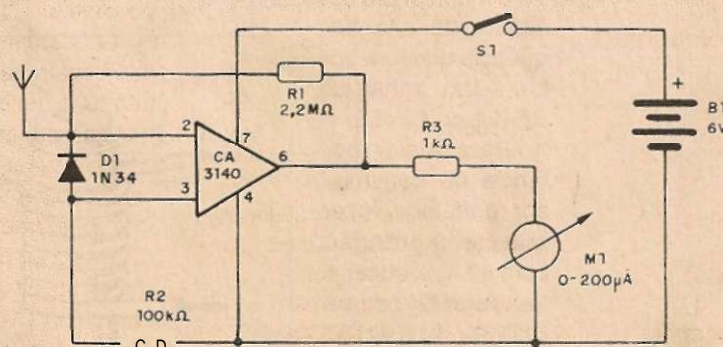 S1
+
B1
6V
R1
2,2MΩ
2
7
D1
1N34
CA
3140
6
R3
1kΩ
3
4
M1
0-200µA
R2
100kΩ
C.D.